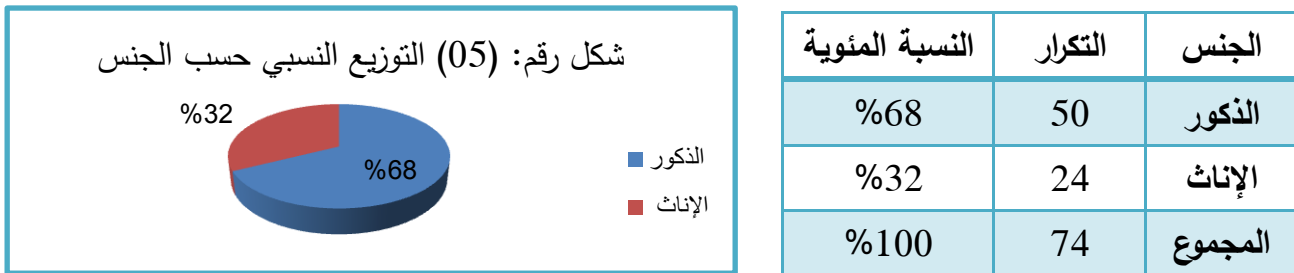 الجنس التكرار النسبة المئوية
الذكور 50 %68
الإناث 24 %32
المجموع 74 %100
شكل رقم: (05) التوزيع النسبي حسب الجنس
%32
%68
الذكور
الإناث